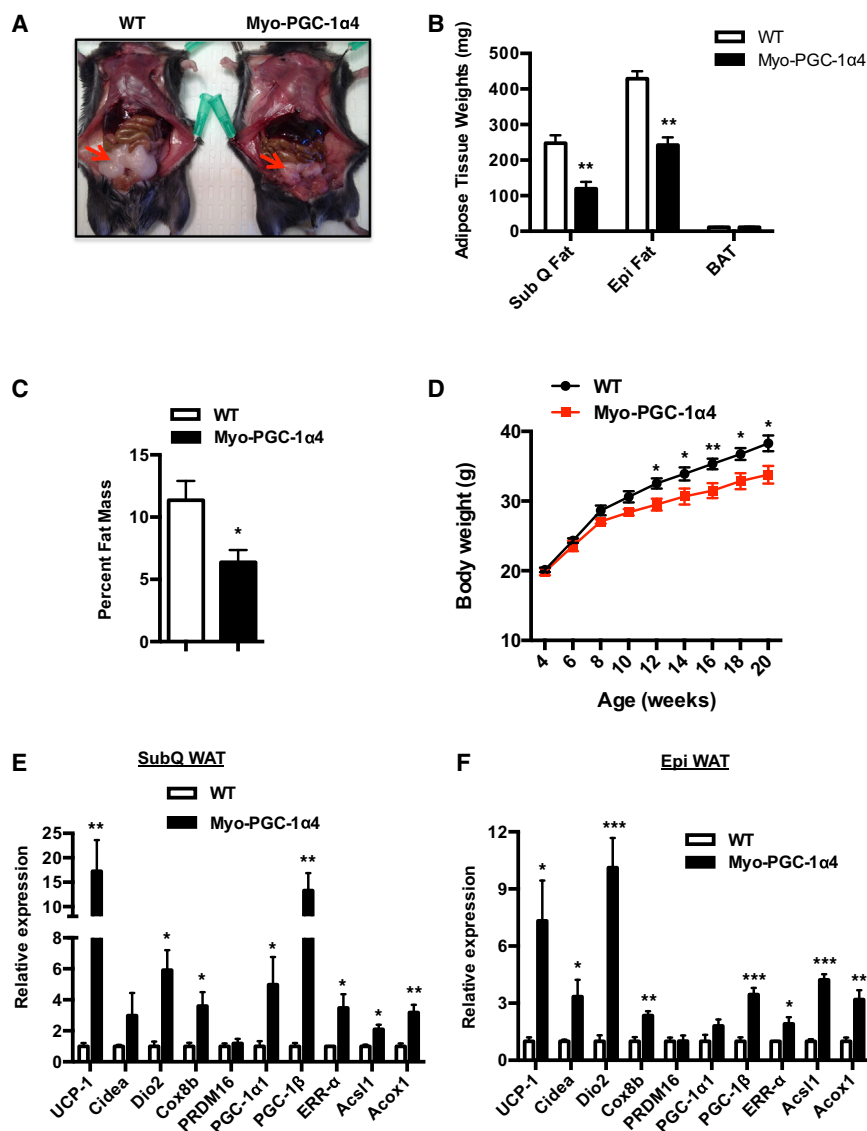 A
WT Myo-PGC-1α4
B
WT
Myo-PGC-1α4
Adipose Tissue Weights (mg)
500
400
300
200
100
0
**
**
Sub Q Fat
Epi Fat
BAT
C
WT
Myo-PGC-1α4
Percent Fat Mass
15
10
5
0
*
D
WT
Myo-PGC-1α4
Body weight (g)
40
30
20
10
* * ** * *
4 6 8 10 12 14 16 18 20
Age (weeks)
E
SubQ WAT
WT
Myo-PGC-1α4
Relative expression
25
20
15
10
8
6
4
2
0
** * * * ** * * **
UCP-1
Cidea
Dio2
Cox8b
PRDM16
PGC-1α1
PGC-1β
ERR-α
Acsl1
Acox1
F
Epi WAT
WT
Myo-PGC-1α4
Relative expression
12
9
6
3
0
* * *** ** *** * *** **
UCP-1
Cidea
Dio2
Cox8b
PRDM16
PGC-1α1
PGC-1β
ERR-α
Acsl1
Acox1